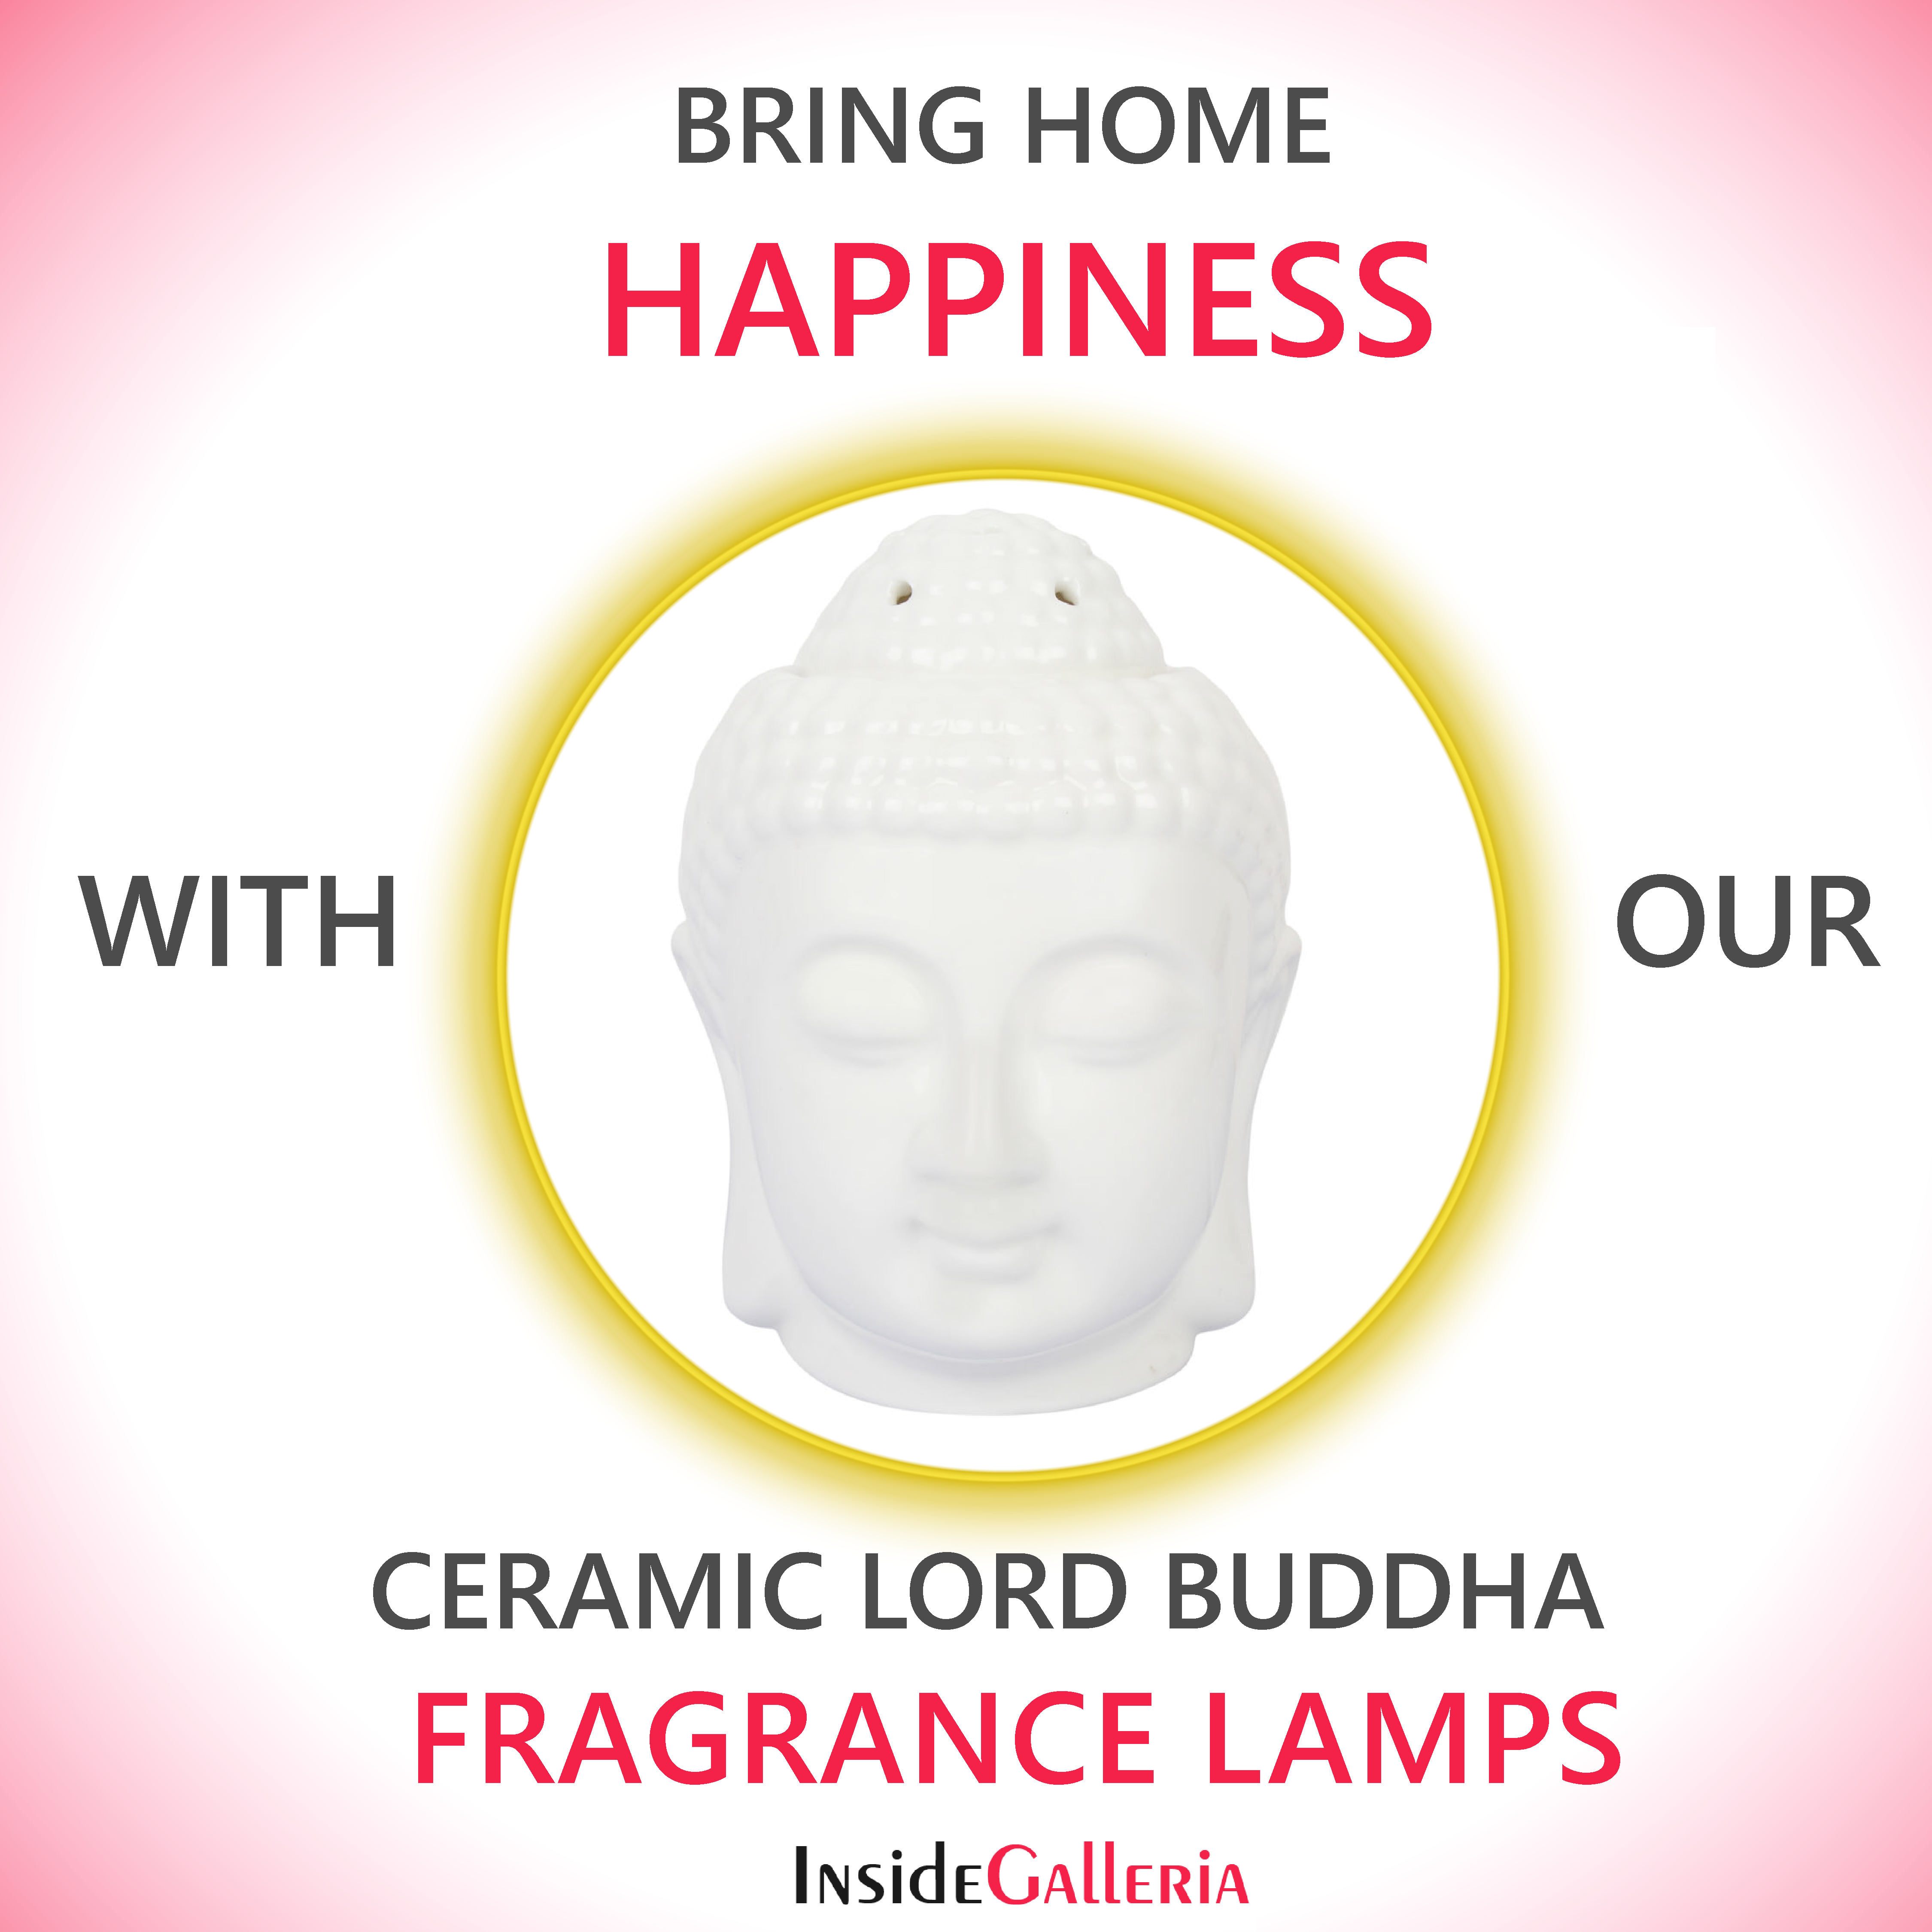 BRING HOME
HAPPINESS
WITH OUR
CERAMIC LORD BUDDHA
FRAGRANCE LAMPS
InsideGalleria